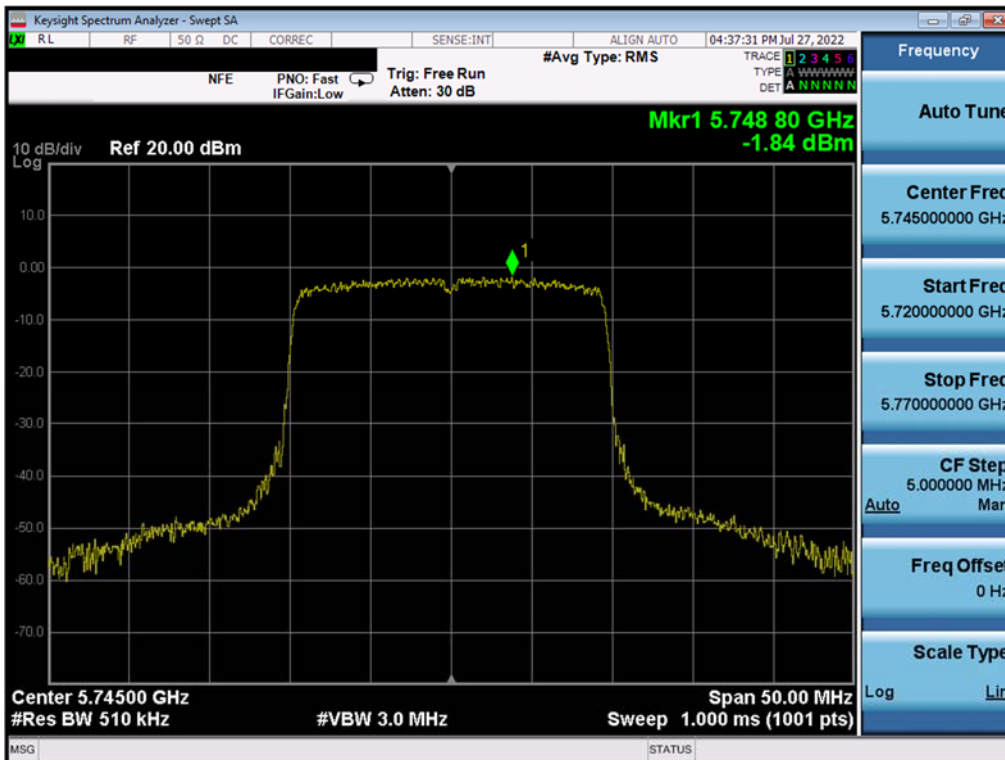 Keysight Spectrum Analyzer - Swept SA
LXI RL RF 50 Ω DC CORREC SENSE:INT ALIGN AUTO 04:37:31 PM Jul 27, 2022
NFE PNO: Fast IFGain:Low Trig: Free Run Atten: 30 dB #Avg Type: RMS
TRACE 1 2 3 4 5 6
TYPE A WWWWW
DET A N N N N N
Mkr1 5.748 80 GHz
-1.84 dBm
10 dB/div Ref 20.00 dBm
Log
10.0
0.00
1
-10.0
-20.0
-30.0
-40.0
-50.0
-60.0
-70.0
Center 5.74500 GHz Span 50.00 MHz
#Res BW 510 kHz #VBW 3.0 MHz Sweep 1.000 ms (1001 pts)
MSG STATUS
Frequency
Auto Tune
Center Freq
5.745000000 GHz
Start Freq
5.720000000 GHz
Stop Freq
5.770000000 GHz
CF Step
5.000000 MHz
Auto Man
Freq Offset
0 Hz
Scale Type
Log Lin